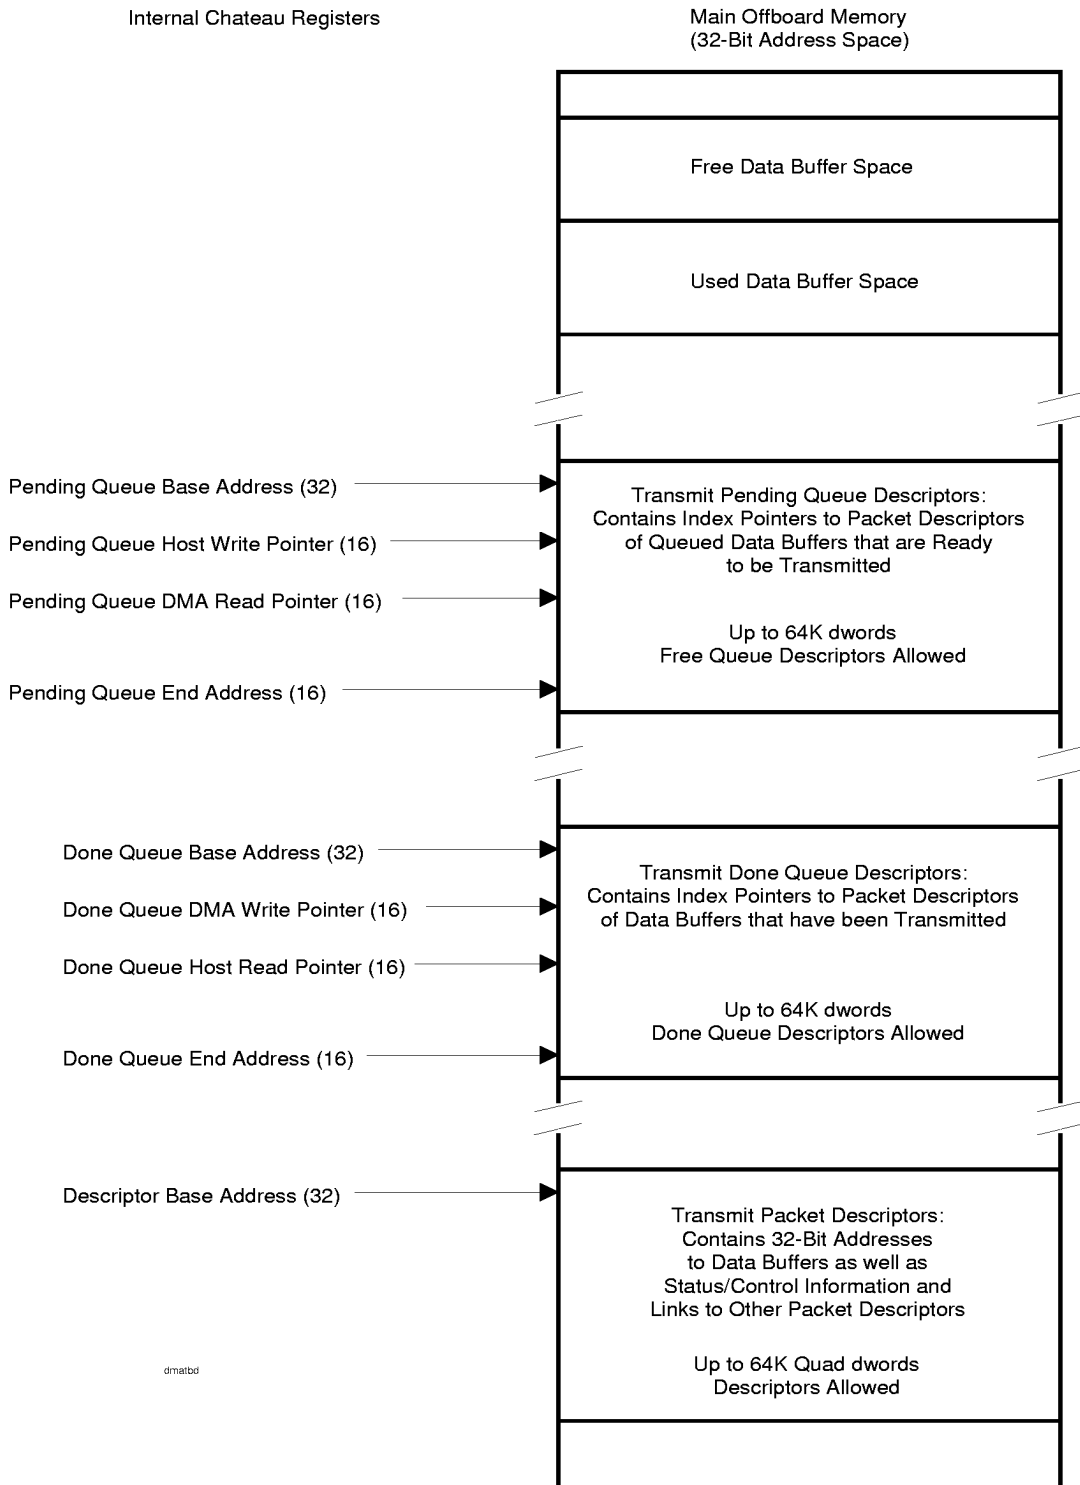 Internal Chateau Registers
Main Offboard Memory
(32-Bit Address Space)
Free Data Buffer Space
Used Data Buffer Space
Pending Queue Base Address (32)
Pending Queue Host Write Pointer (16)
Pending Queue DMA Read Pointer (16)
Pending Queue End Address (16)
Transmit Pending Queue Descriptors:
Contains Index Pointers to Packet Descriptors
of Queued Data Buffers that are Ready
to be Transmitted
Up to 64K dwords
Free Queue Descriptors Allowed
Done Queue Base Address (32)
Done Queue DMA Write Pointer (16)
Done Queue Host Read Pointer (16)
Done Queue End Address (16)
Transmit Done Queue Descriptors:
Contains Index Pointers to Packet Descriptors
of Data Buffers that have been Transmitted
Up to 64K dwords
Done Queue Descriptors Allowed
Descriptor Base Address (32)
Transmit Packet Descriptors:
Contains 32-Bit Addresses
to Data Buffers as well as
Status/Control Information and
Links to Other Packet Descriptors
Up to 64K Quad dwords
Descriptors Allowed
dmatbd